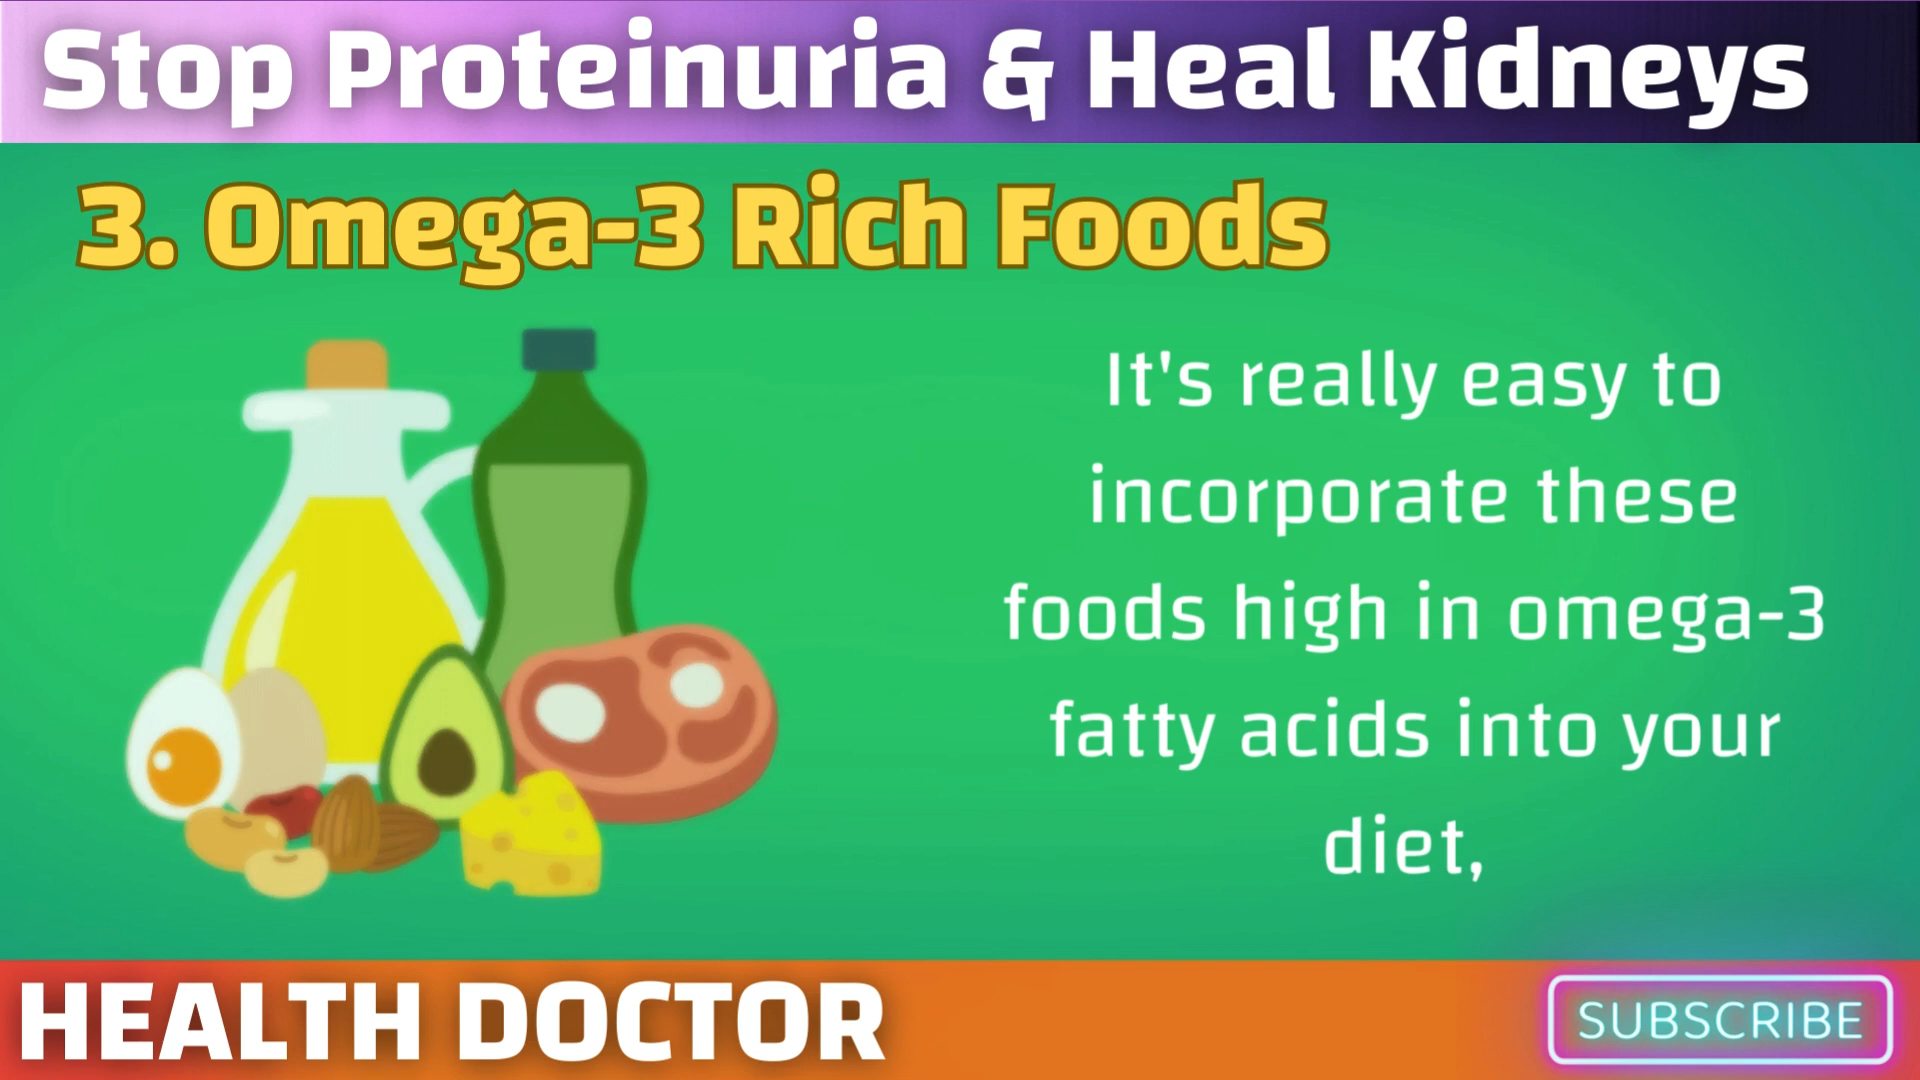 Stop Proteinuria & Heal Kidneys
3. Omega-3 Rich Foods
It's really easy to
incorporate these
foods high in omega-3
fatty acids into your
diet,
HEALTH DOCTOR
SUBSCRIBE